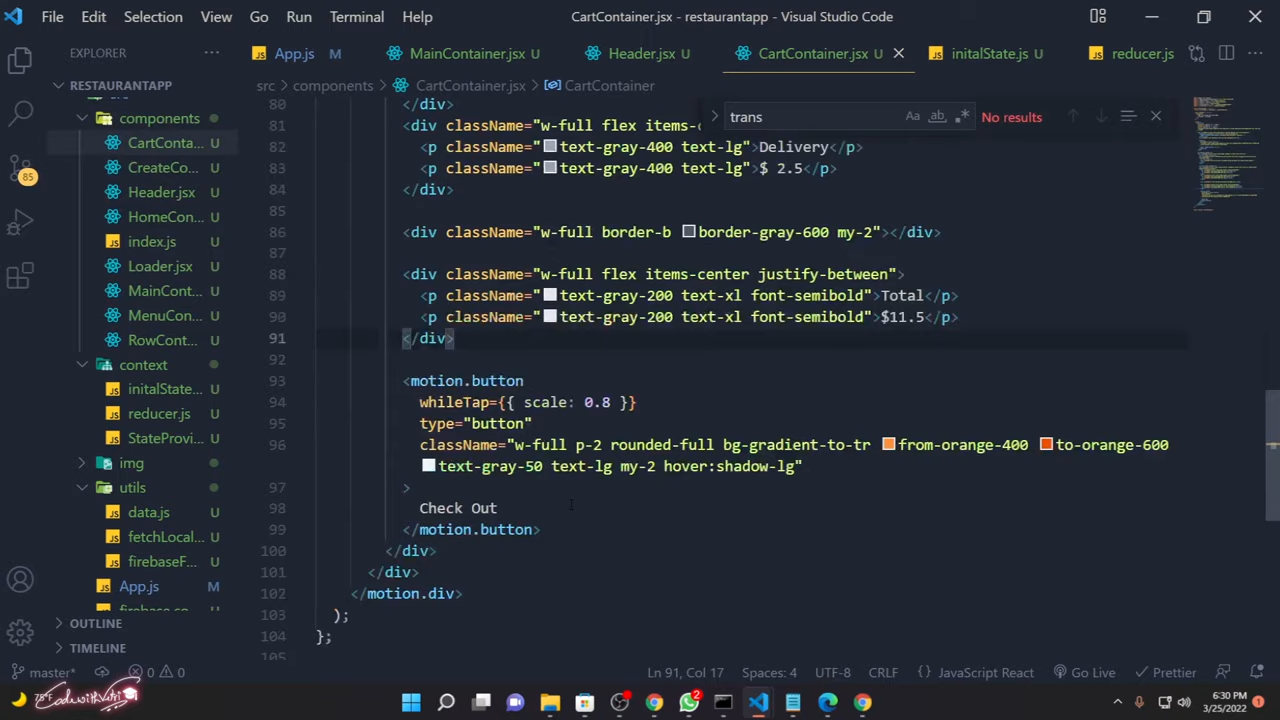 File Edit Selection View Go Run Terminal Help
CartContainer.jsx - restaurantapp - Visual Studio Code
EXPLORER
App.js M
MainContainer.jsx U
Header.jsx U
CartContainer.jsx U
initalState.js U
reducer.js U
RESTAURANTAPP
src > components > CartContainer.jsx > CartContainer
trans
No results
components
CartConta... U
CreateCo... U
Header.jsx U
HomeCon... U
index.js U
Loader.jsx U
MainCont... U
MenuCon... U
RowCont... U
context
initalState... U
reducer.js U
StateProvi... U
img
utils
data.js U
fetchLocal... U
firebaseF... U
App.js M
OUTLINE
TIMELINE
85
80 </div>
81 <div className="w-full flex items-c
82 <p className="text-gray-400 text-lg">Delivery</p>
83 <p className="text-gray-400 text-lg">$ 2.5</p>
84 </div>
85
86 <div className="w-full border-b border-gray-600 my-2"></div>
87
88 <div className="w-full flex items-center justify-between">
89 <p className="text-gray-200 text-xl font-semibold">Total</p>
90 <p className="text-gray-200 text-xl font-semibold">$11.5</p>
91 </div>
92
93 <motion.button
94 whileTap={{ scale: 0.8 }}
95 type="button"
96 className="w-full p-2 rounded-full bg-gradient-to-tr from-orange-400 to-orange-600
text-gray-50 text-lg my-2 hover:shadow-lg"
97 >
98 Check Out
99 </motion.button>
100 </div>
101 </div>
102 </motion.div>
103 );
104 };
105
master* 0 0
Ln 91, Col 17 Spaces: 4 UTF-8 CRLF { } JavaScript React Go Live Prettier
2
6:30 PM
3/25/2022